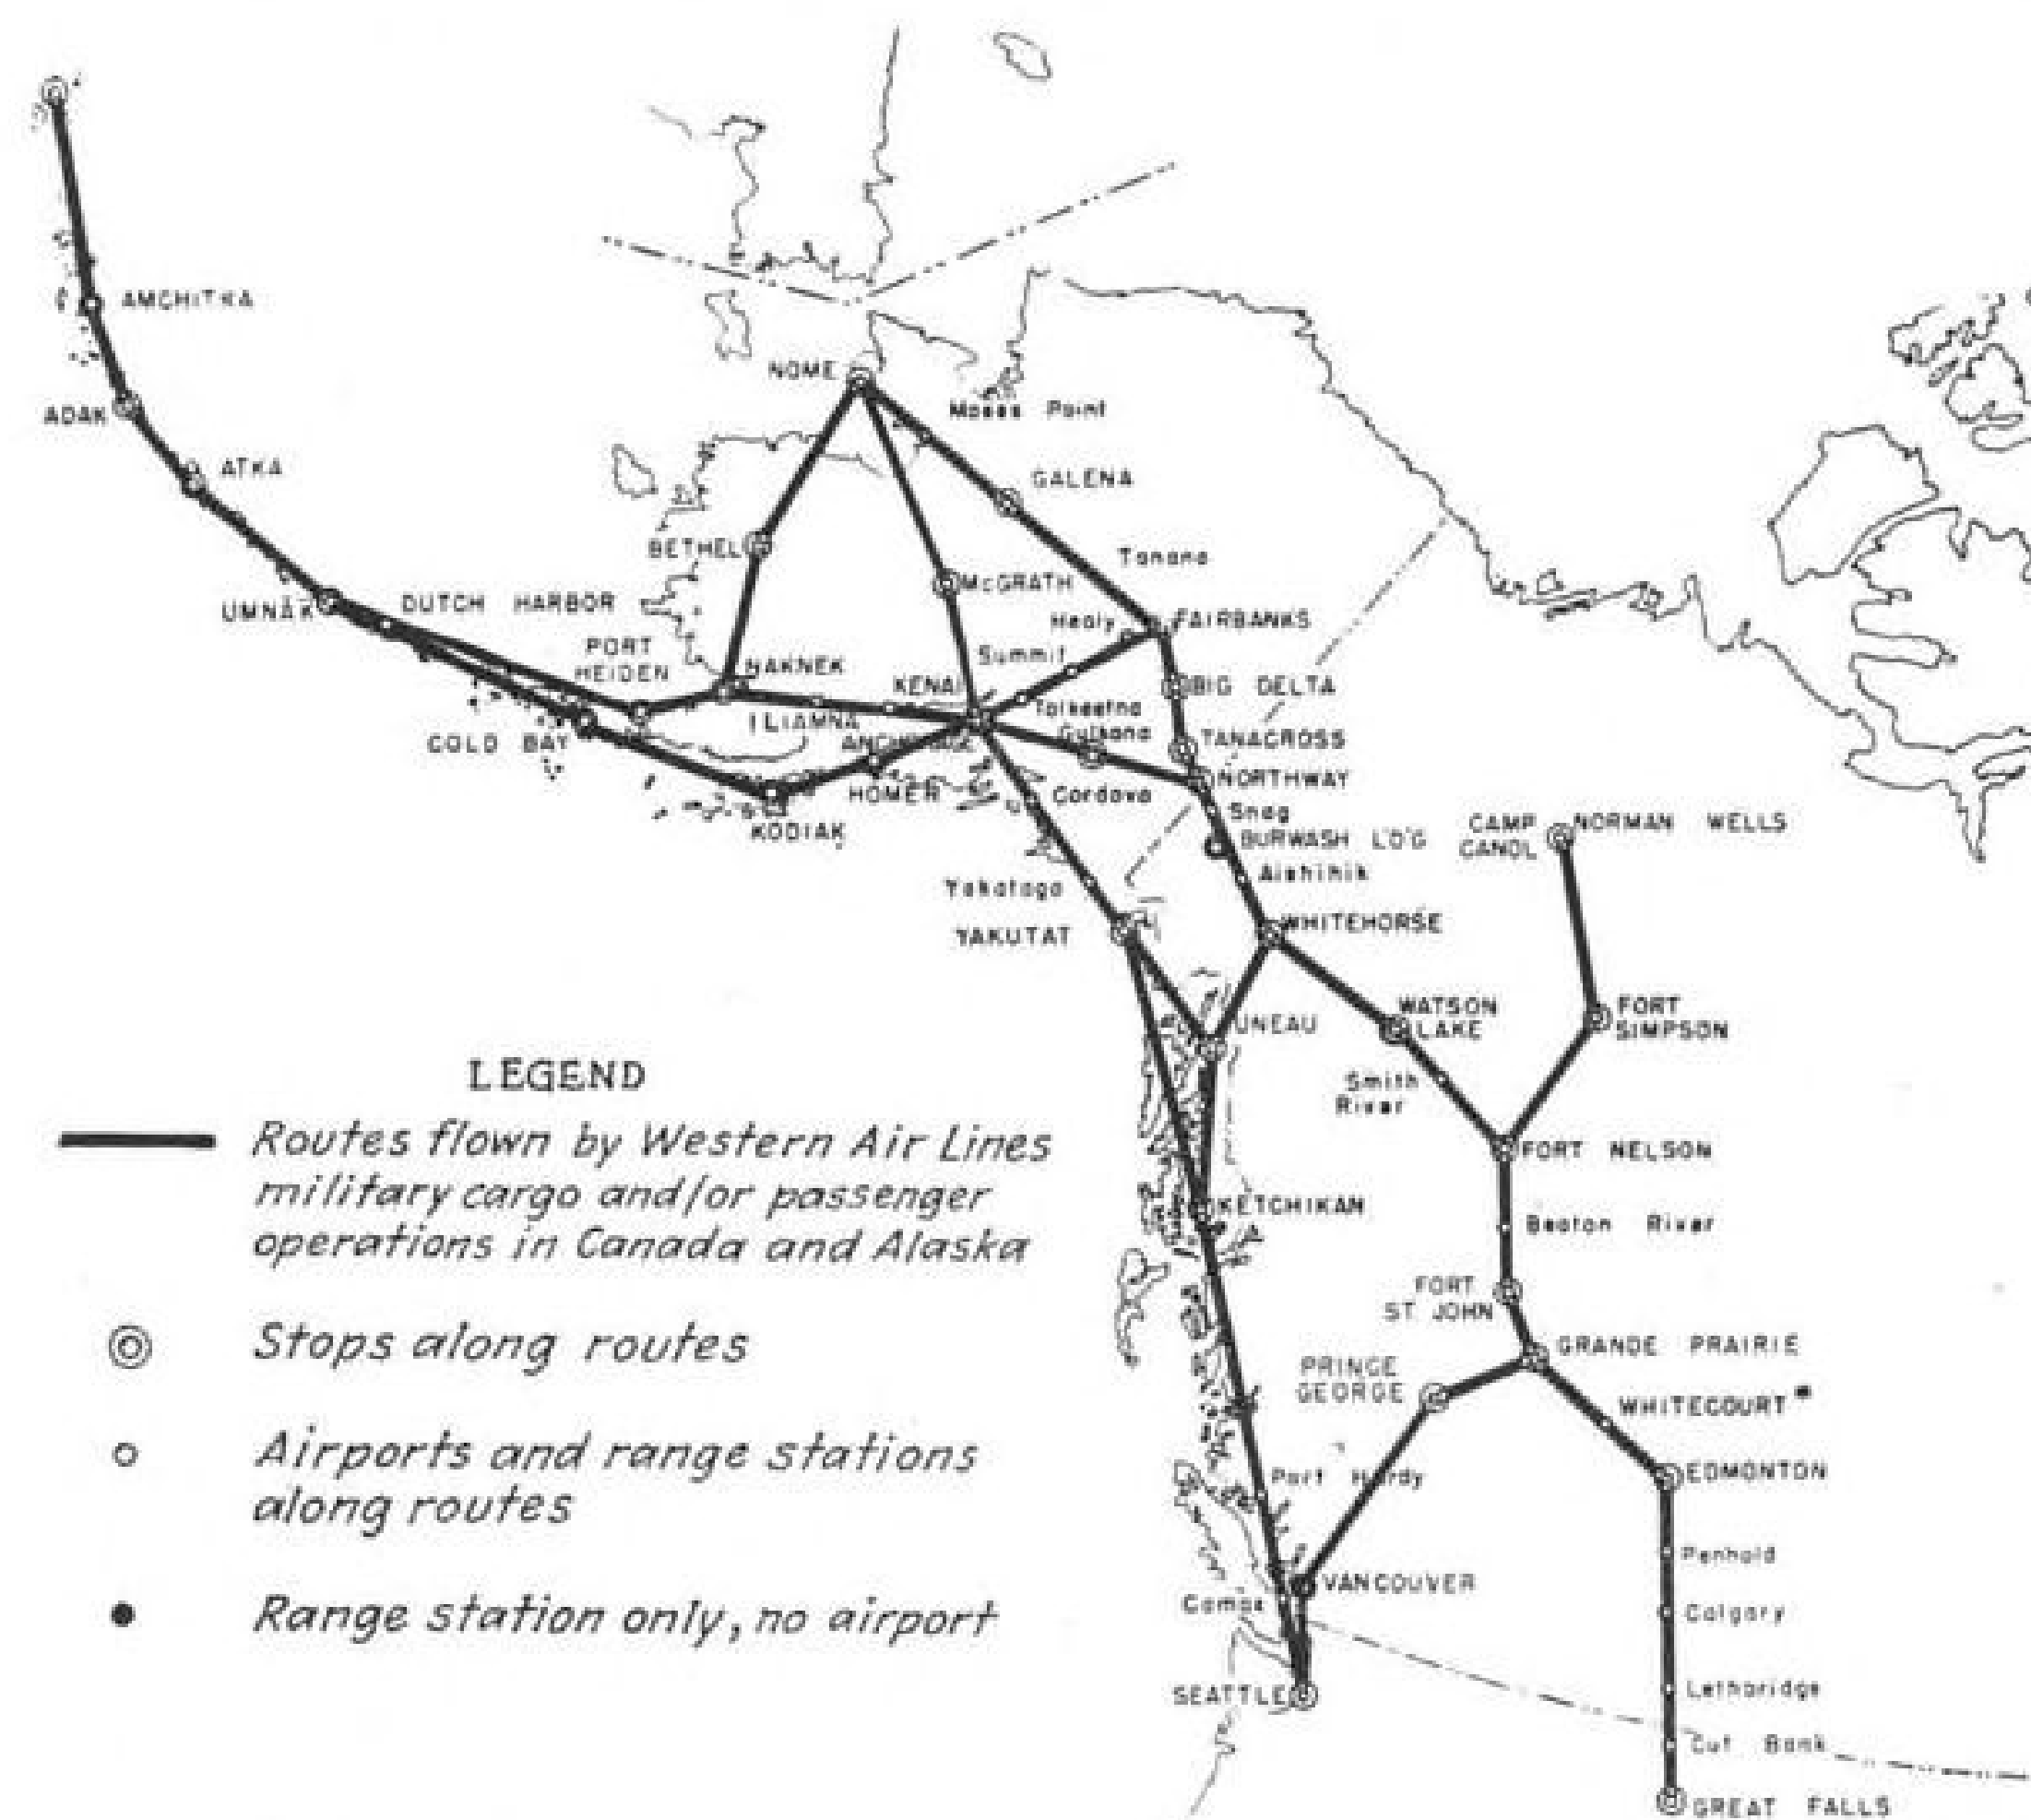 AMCHITKA
ADAK
ATKA
UMNAK
DUTCH HARBOR
PORT
HEIDEN
COLD BAY
NOME
Moses Point
GALENA
BETHEL
McGRATH
Tanana
Healy
FAIRBANKS
Summit
NAKNEK
KENAI
BIG DELTA
ILIAMNA
Talkeetna
Gulkana
ANCHORAGE
TANACROSS
NORTHWAY
HOMER
Cordova
KODIAK
Snag
BURWASH L'D'G
CAMP
CANOL
NORMAN WELLS
Aishihik
Yakataga
YAKUTAT
WHITEHORSE
WATSON
LAKE
FORT
SIMPSON
UNEAU
Smith
River
FORT NELSON
KETCHIKAN
Beaton River
FORT
ST JOHN
GRANDE PRAIRIE
PRINCE
GEORGE
WHITECOURT
Port Hardy
EDMONTON
Penhold
VANCOUVER
Comox
Calgary
Lethbridge
SEATTLE
Cut Bank
GREAT FALLS
LEGEND
Routes flown by Western Air Lines
military cargo and/or passenger
operations in Canada and Alaska
Stops along routes
Airports and range stations
along routes
Range station only, no airport